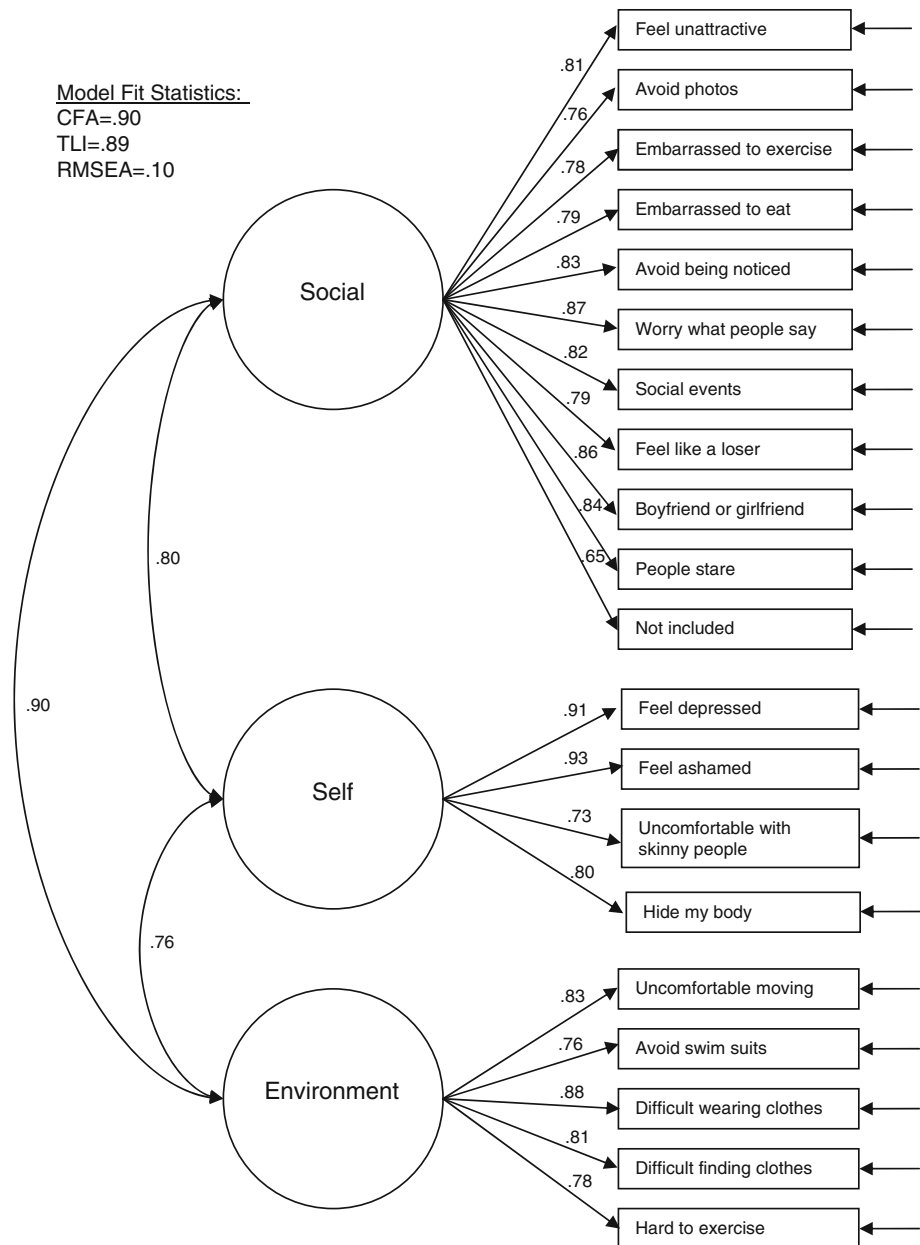 Model Fit Statistics:
CFA=.90
TLI=.89
RMSEA=.10
Social
.81
Feel unattractive
.76
Avoid photos
.78
Embarrassed to exercise
.79
Embarrassed to eat
.83
Avoid being noticed
.87
Worry what people say
.82
Social events
.79
Feel like a loser
.86
Boyfriend or girlfriend
.84
People stare
.65
Not included
.80
.90
Self
.91
Feel depressed
.93
Feel ashamed
.73
Uncomfortable with
skinny people
.80
Hide my body
.76
Environment
.83
Uncomfortable moving
.76
Avoid swim suits
.88
Difficult wearing clothes
.81
Difficult finding clothes
.78
Hard to exercise